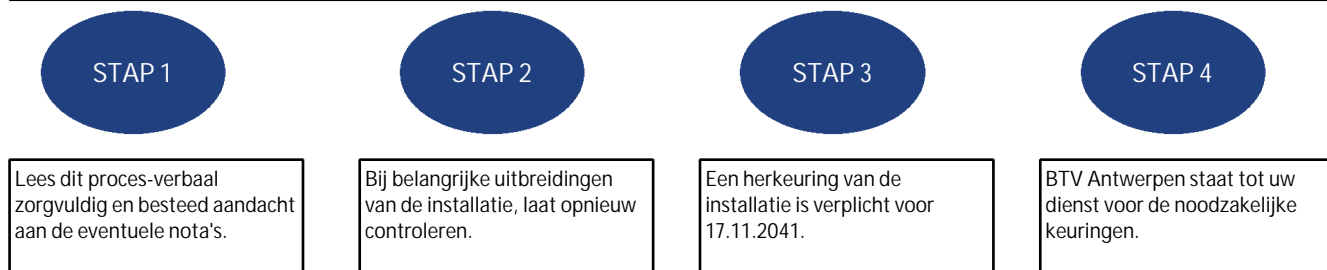 STAP 1
Lees dit proces-verbaal
zorgvuldig en besteed aandacht
aan de eventuele nota's.
STAP 2
Bij belangrijke uitbreidingen
van de installatie, laat opnieuw
controleren.
STAP 3
Een herkeuring van de
installatie is verplicht voor
17.11.2041.
STAP 4
BTV Antwerpen staat tot uw
dienst voor de noodzakelijke
keuringen.